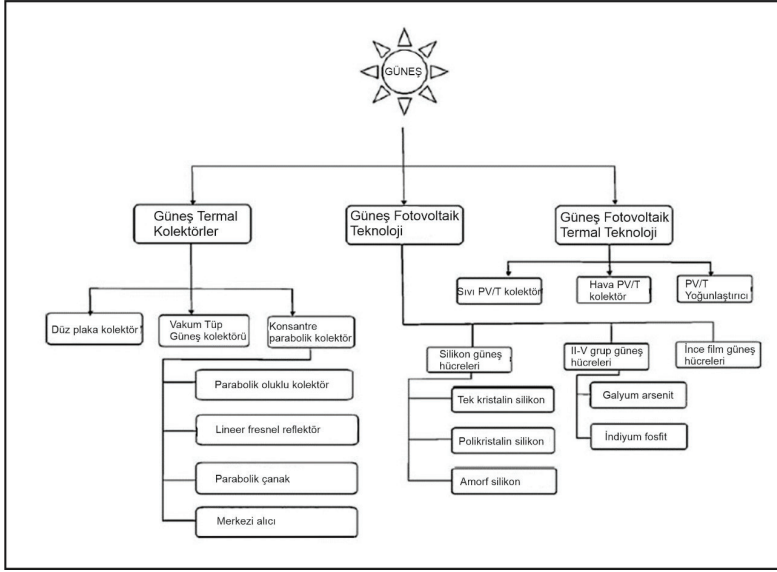 GÜNEŞ
Güneş Termal
Kolektörler
Güneş Fotovoltaik
Teknoloji
Güneş Fotovoltaik
Termal Teknoloji
Sıvı PV/T kolektör
Hava PV/T
kolektör
PV/T
Yoğunlaştırıcı
Düz plaka kolektör
Vakum Tüp
Güneş kolektörü
Konsantre
parabolik kolektör
Silikon güneş
hücreleri
II-V grup güneş
hücreleri
İnce film güneş
hücreleri
Parabolik oluklu kolektör
Lineer fresnel reflektör
Parabolik çanak
Merkezi alıcı
Tek kristalin silikon
Polikristalin silikon
Amorf silikon
Galyum arsenit
İndiyum fosfit